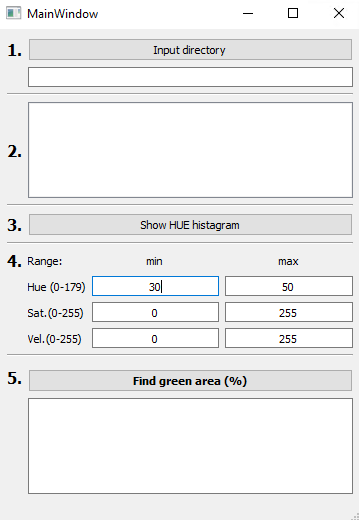 MainWindow
1. Input directory
2.
3. Show HUE histagram
4. Range: min max
Hue (0-179) 30 50
Sat.(0-255) 0 255
Vel.(0-255) 0 255
5. Find green area (%)